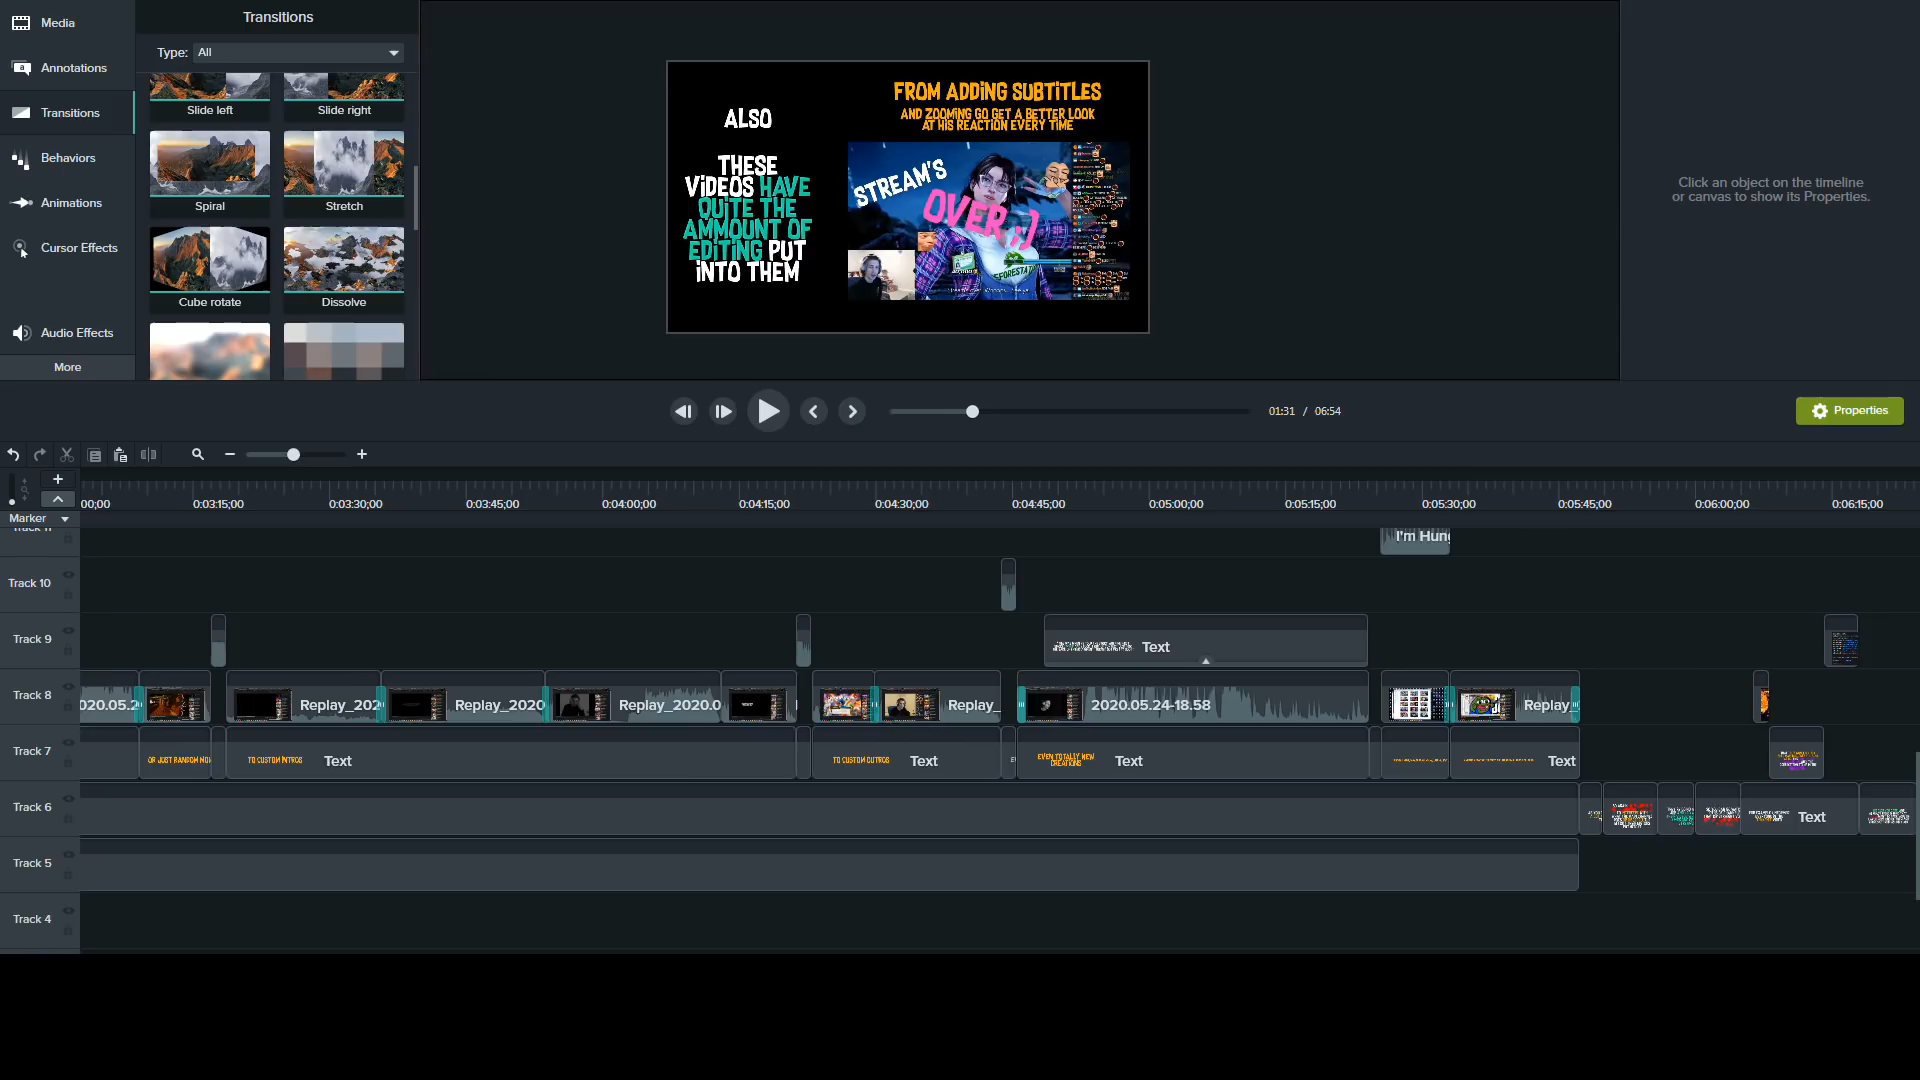 Media
Annotations
Transitions
Behaviors
Animations
Cursor Effects
Audio Effects
More
Transitions
Type: All
Slide left
Slide right
Spiral
Stretch
Cube rotate
Dissolve
ALSO
THESE
VIDEOS HAVE
QUITE THE
AMMOUNT OF
EDITING PUT
INTO THEM
FROM ADDING SUBTITLES
AND ZOOMING GO GET A BETTER LOOK
AT HIS REACTION EVERY TIME
STREAM'S
OVER ;)
Click an object on the timeline
or canvas to show its Properties.
01:31 / 06:54
Properties
00;00
0:03:15;00
0:03:30;00
0:03:45;00
0:04:00;00
0:04:15;00
0:04:30;00
0:04:45;00
0:05:00;00
0:05:15;00
0:05:30;00
0:05:45;00
0:06:00;00
0:06:15;00
Marker
Track 11
I'm Hung
Track 10
Track 9
Text
Track 8
020.05.2
Replay_202
Replay_2020
Replay_2020.0
Replay_
2020.05.24-18.58
Replay_
Track 7
OR JUST RANDOM
TO CUSTOM INTROS
Text
TO CUSTOM OUTROS
Text
EVEN TOTALLY NEW
CREATIONS
Text
Text
Track 6
Text
Track 5
Track 4